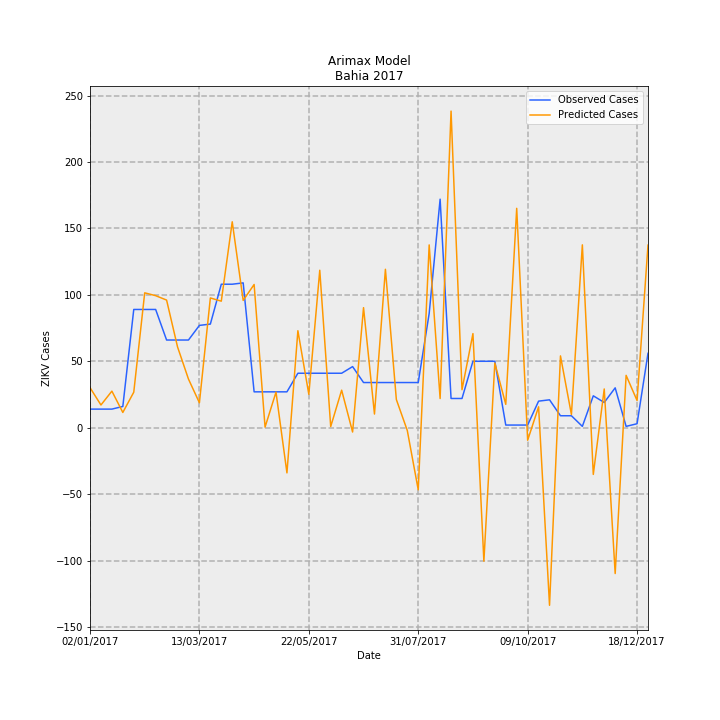 Arimax Model
Bahia 2017
Observed Cases
Predicted Cases
250
200
150
100
50
0
−50
−100
−150
ZIKV Cases
02/01/2017 13/03/2017 22/05/2017 31/07/2017 09/10/2017 18/12/2017
Date